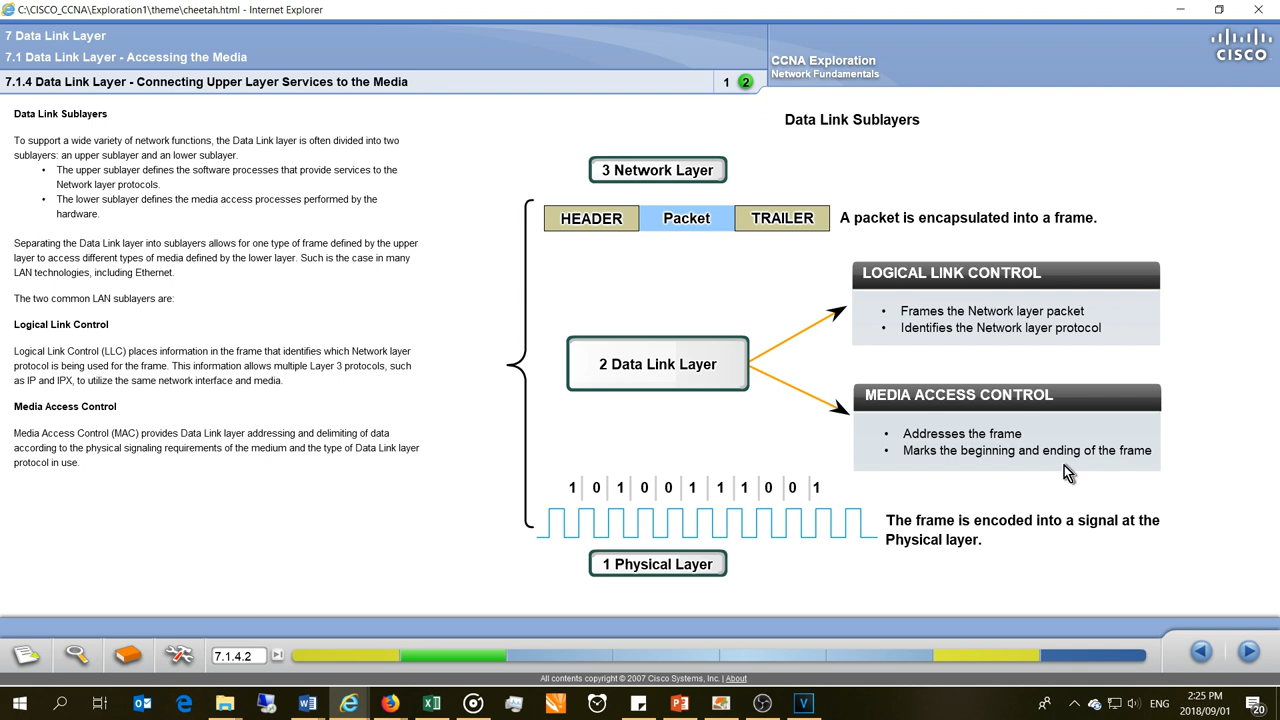 C:\CISCO_CCNA\Exploration1\theme\cheetah.html - Internet Explorer
7 Data Link Layer
7.1 Data Link Layer - Accessing the Media
7.1.4 Data Link Layer - Connecting Upper Layer Services to the Media
1 2
CCNA Exploration
Network Fundamentals
CISCO
Data Link Sublayers
To support a wide variety of network functions, the Data Link layer is often divided into two
sublayers: an upper sublayer and an lower sublayer.
• The upper sublayer defines the software processes that provide services to the
Network layer protocols.
• The lower sublayer defines the media access processes performed by the
hardware.
Separating the Data Link layer into sublayers allows for one type of frame defined by the upper
layer to access different types of media defined by the lower layer. Such is the case in many
LAN technologies, including Ethernet.
The two common LAN sublayers are:
Logical Link Control
Logical Link Control (LLC) places information in the frame that identifies which Network layer
protocol is being used for the frame. This information allows multiple Layer 3 protocols, such
as IP and IPX, to utilize the same network interface and media.
Media Access Control
Media Access Control (MAC) provides Data Link layer addressing and delimiting of data
according to the physical signaling requirements of the medium and the type of Data Link layer
protocol in use.
Data Link Sublayers
3 Network Layer
HEADER Packet TRAILER
A packet is encapsulated into a frame.
LOGICAL LINK CONTROL
• Frames the Network layer packet
• Identifies the Network layer protocol
2 Data Link Layer
MEDIA ACCESS CONTROL
• Addresses the frame
• Marks the beginning and ending of the frame
1 0 1 0 0 1 1 1 0 0 1
The frame is encoded into a signal at the
Physical layer.
1 Physical Layer
7.1.4.2
All contents copyright © 2007 Cisco Systems, Inc. | About
ENG
2:25 PM
2018/09/01
20